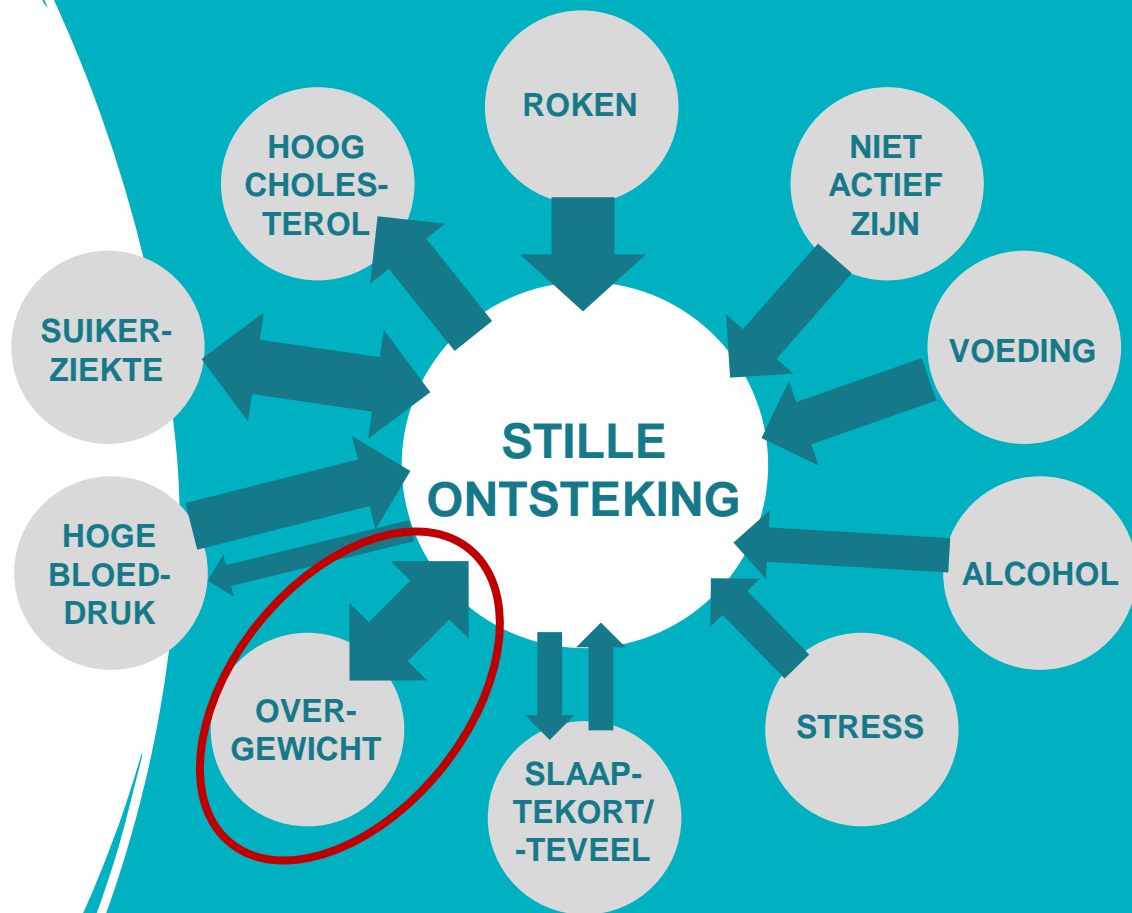 ROKEN
HOOG
CHOLES-
TEROL
NIET
ACTIEF
ZIJN
SUIKER-
ZIEKTE
VOEDING
STILLE
ONTSTEKING
HOGE
BLOED-
DRUK
ALCOHOL
OVER-
GEWICHT
STRESS
SLAAP-
TEKORT/
-TEVEEL